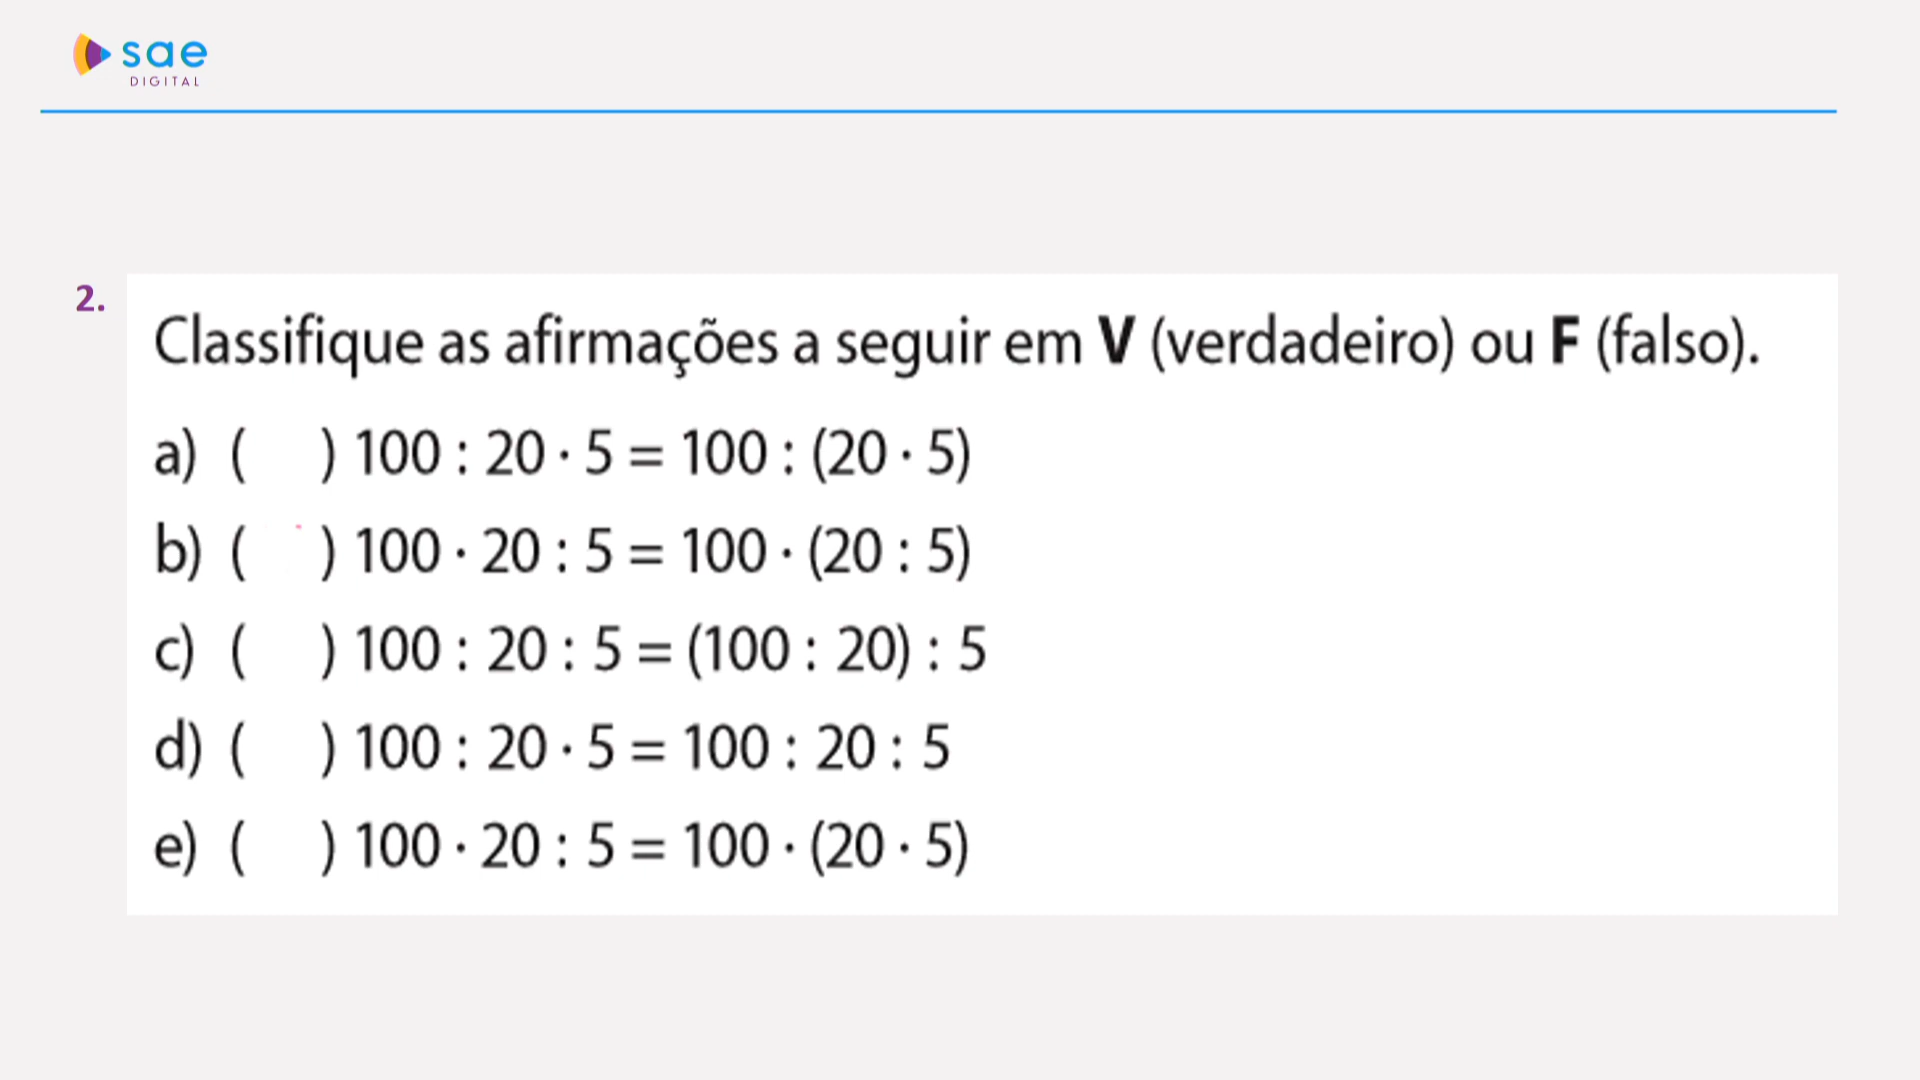 sae
DIGITAL
2.
Classifique as afirmações a seguir em V (verdadeiro) ou F (falso).
a) ( ) 100 : 20 · 5 = 100 : (20 · 5)
b) ( ) 100 · 20 : 5 = 100 · (20 : 5)
c) ( ) 100 : 20 : 5 = (100 : 20) : 5
d) ( ) 100 : 20 · 5 = 100 : 20 : 5
e) ( ) 100 · 20 : 5 = 100 · (20 · 5)